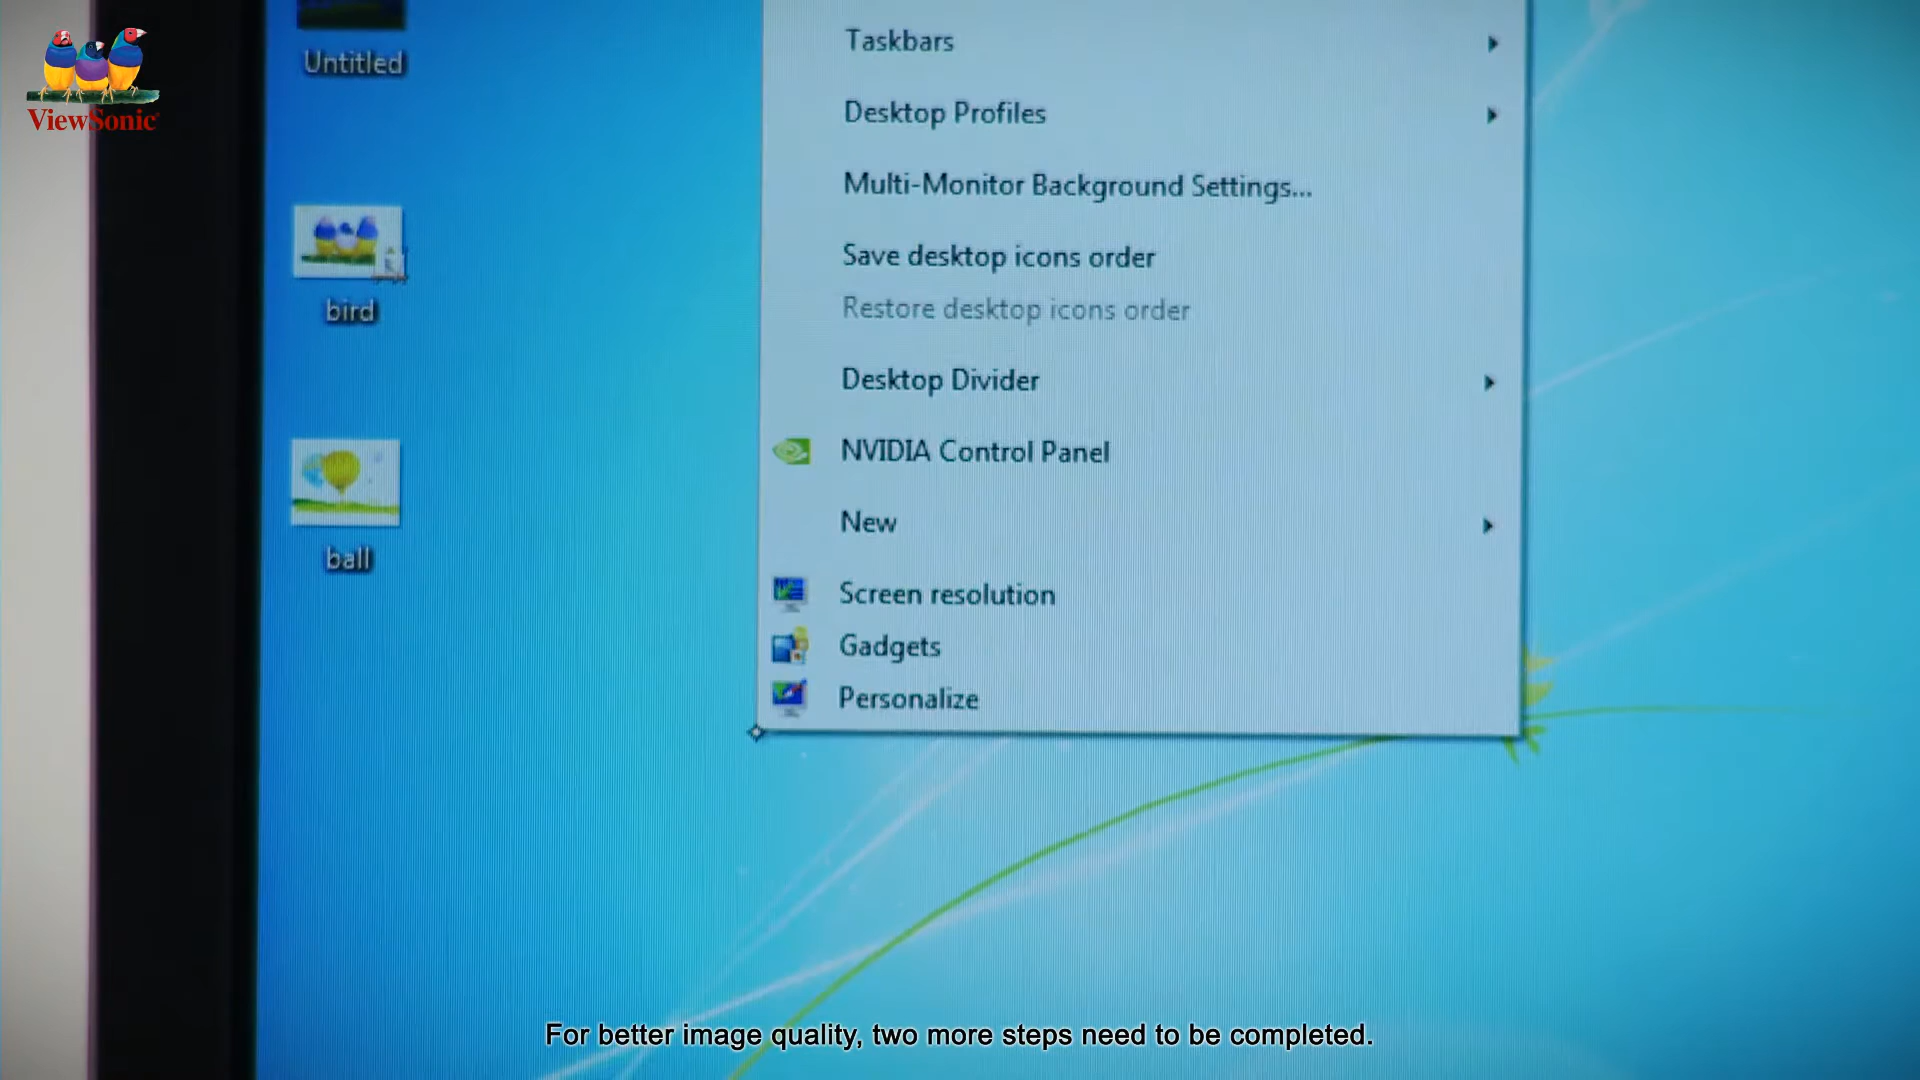 ViewSonic
Untitled
bird
ball
Taskbars
Desktop Profiles
Multi-Monitor Background Settings...
Save desktop icons order
Restore desktop icons order
Desktop Divider
NVIDIA Control Panel
New
Screen resolution
Gadgets
Personalize
For better image quality, two more steps need to be completed.